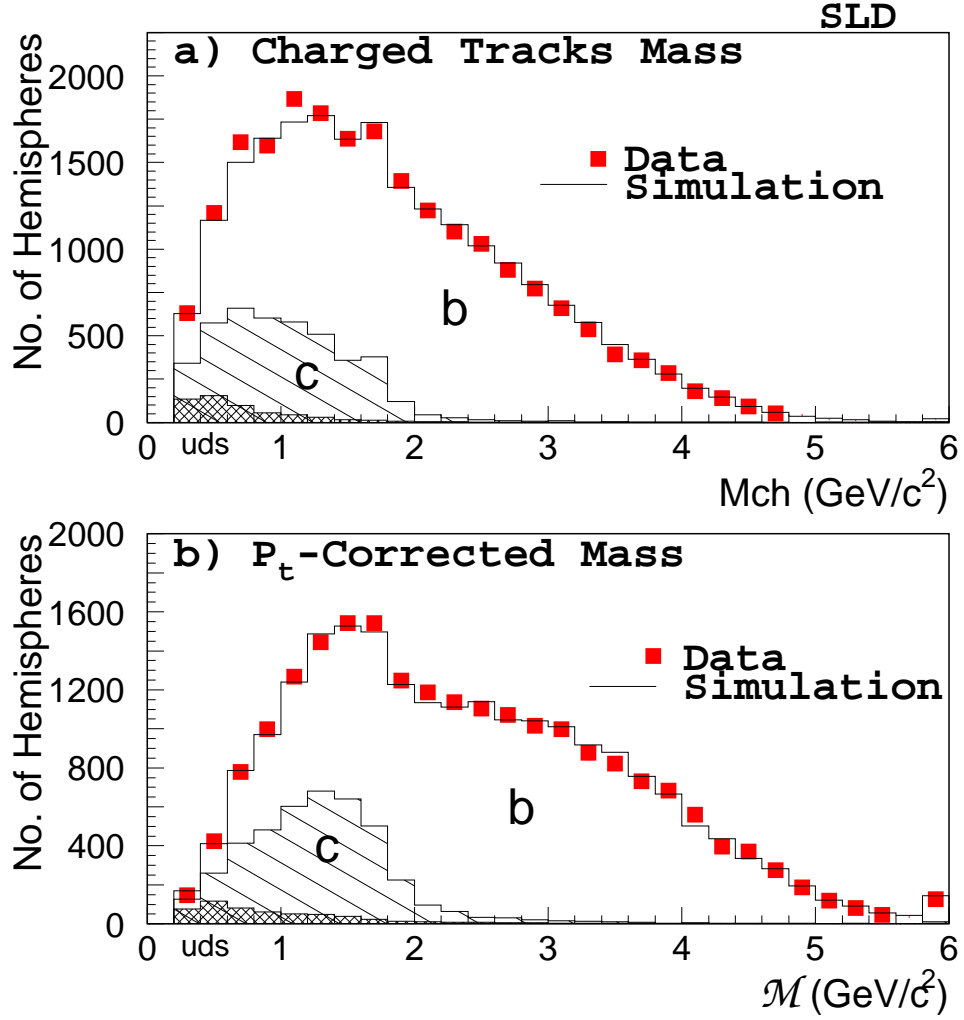 SLD
a) Charged Tracks Mass
No. of Hemispheres
2000
1500
1000
500
0
Data
Simulation
b
c
uds
0 1 2 3 4 5 6
Mch (GeV/c²)
b) Pₜ-Corrected Mass
No. of Hemispheres
2000
1600
1200
800
400
0
Data
Simulation
b
c
uds
0 1 2 3 4 5 6
ℳ (GeV/c²)